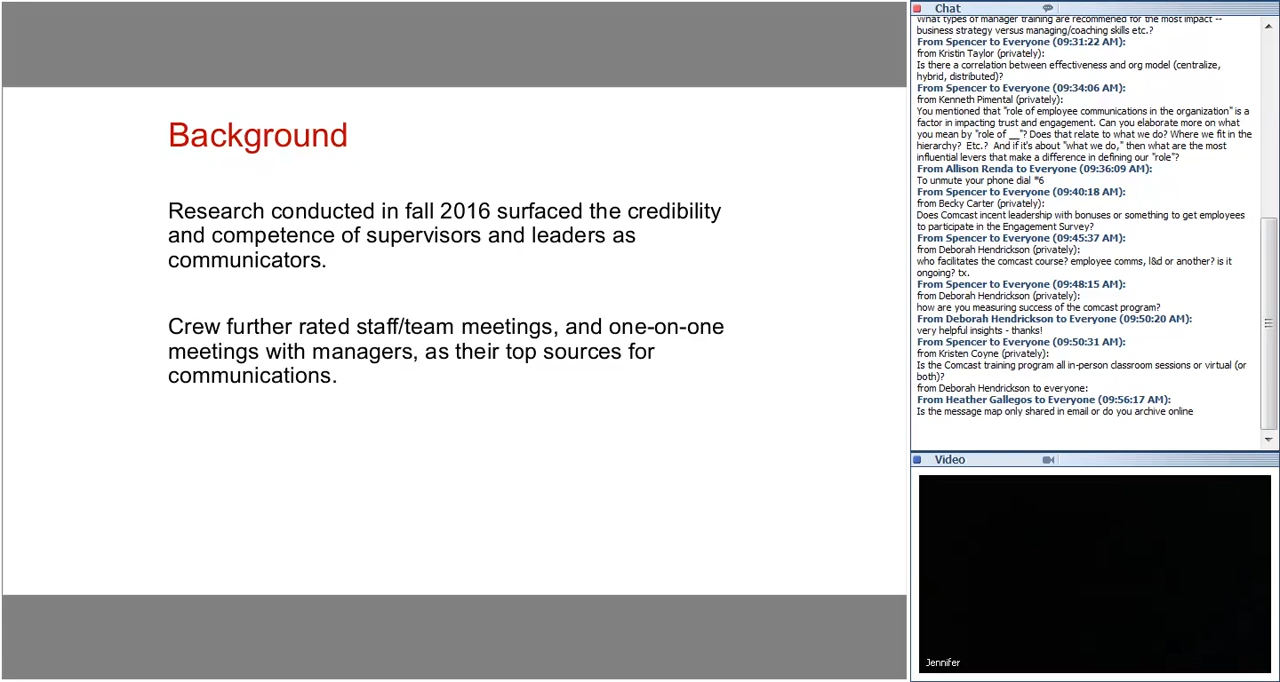 Background
Research conducted in fall 2016 surfaced the credibility
and competence of supervisors and leaders as
communicators.
Crew further rated staff/team meetings, and one-on-one
meetings with managers, as their top sources for
communications.
Chat
What types of manager training are recommened for the most impact --
business strategy versus managing/coaching skills etc.?
From Spencer to Everyone (09:31:22 AM):
from Kristin Taylor (privately):
Is there a correlation between effectiveness and org model (centralize,
hybrid, distributed)?
From Spencer to Everyone (09:34:06 AM):
from Kenneth Pimental (privately):
You mentioned that "role of employee communications in the organization" is a
factor in impacting trust and engagement. Can you elaborate more on what
you mean by "role of __"? Does that relate to what we do? Where we fit in the
hierarchy?  Etc.?  And if it's about "what we do," then what are the most
influential levers that make a difference in defining our "role"?
From Allison Renda to Everyone (09:36:09 AM):
To unmute your phone dial *6
From Spencer to Everyone (09:40:18 AM):
from Becky Carter (privately):
Does Comcast incent leadership with bonuses or something to get employees
to participate in the Engagement Survey?
From Spencer to Everyone (09:45:37 AM):
from Deborah Hendrickson (privately):
who facilitates the comcast course? employee comms, l&d or another? is it
ongoing? tx.
From Spencer to Everyone (09:48:15 AM):
from Deborah Hendrickson (privately):
how are you measuring success of the comcast program?
From Deborah Hendrickson to Everyone (09:50:20 AM):
very helpful insights - thanks!
From Spencer to Everyone (09:50:31 AM):
from Kristen Coyne (privately):
Is the Comcast training program all in-person classroom sessions or virtual (or
both)?
from Deborah Hendrickson to everyone:
From Heather Gallegos to Everyone (09:56:17 AM):
Is the message map only shared in email or do you archive online
Video
Jennifer